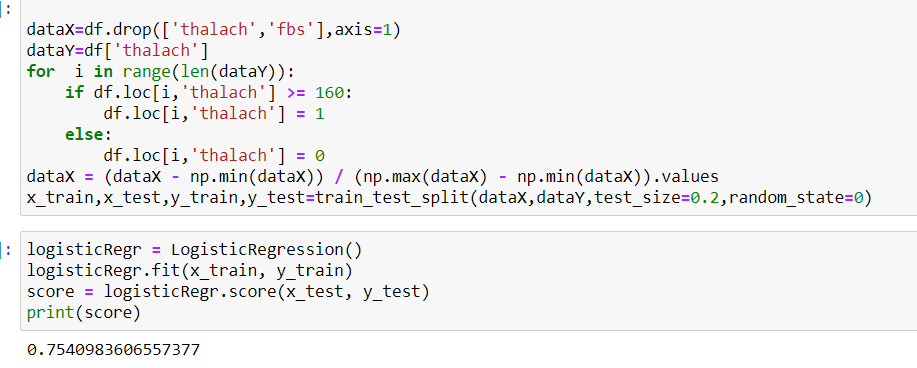 ]:
dataX=df.drop(['thalach','fbs'],axis=1)
dataY=df['thalach']
for  i in range(len(dataY)):
    if df.loc[i,'thalach'] >= 160:
        df.loc[i,'thalach'] = 1
    else:
        df.loc[i,'thalach'] = 0
dataX = (dataX - np.min(dataX)) / (np.max(dataX) - np.min(dataX)).values
x_train,x_test,y_train,y_test=train_test_split(dataX,dataY,test_size=0.2,random_state=0)
]:
logisticRegr = LogisticRegression()
logisticRegr.fit(x_train, y_train)
score = logisticRegr.score(x_test, y_test)
print(score)
0.7540983606557377